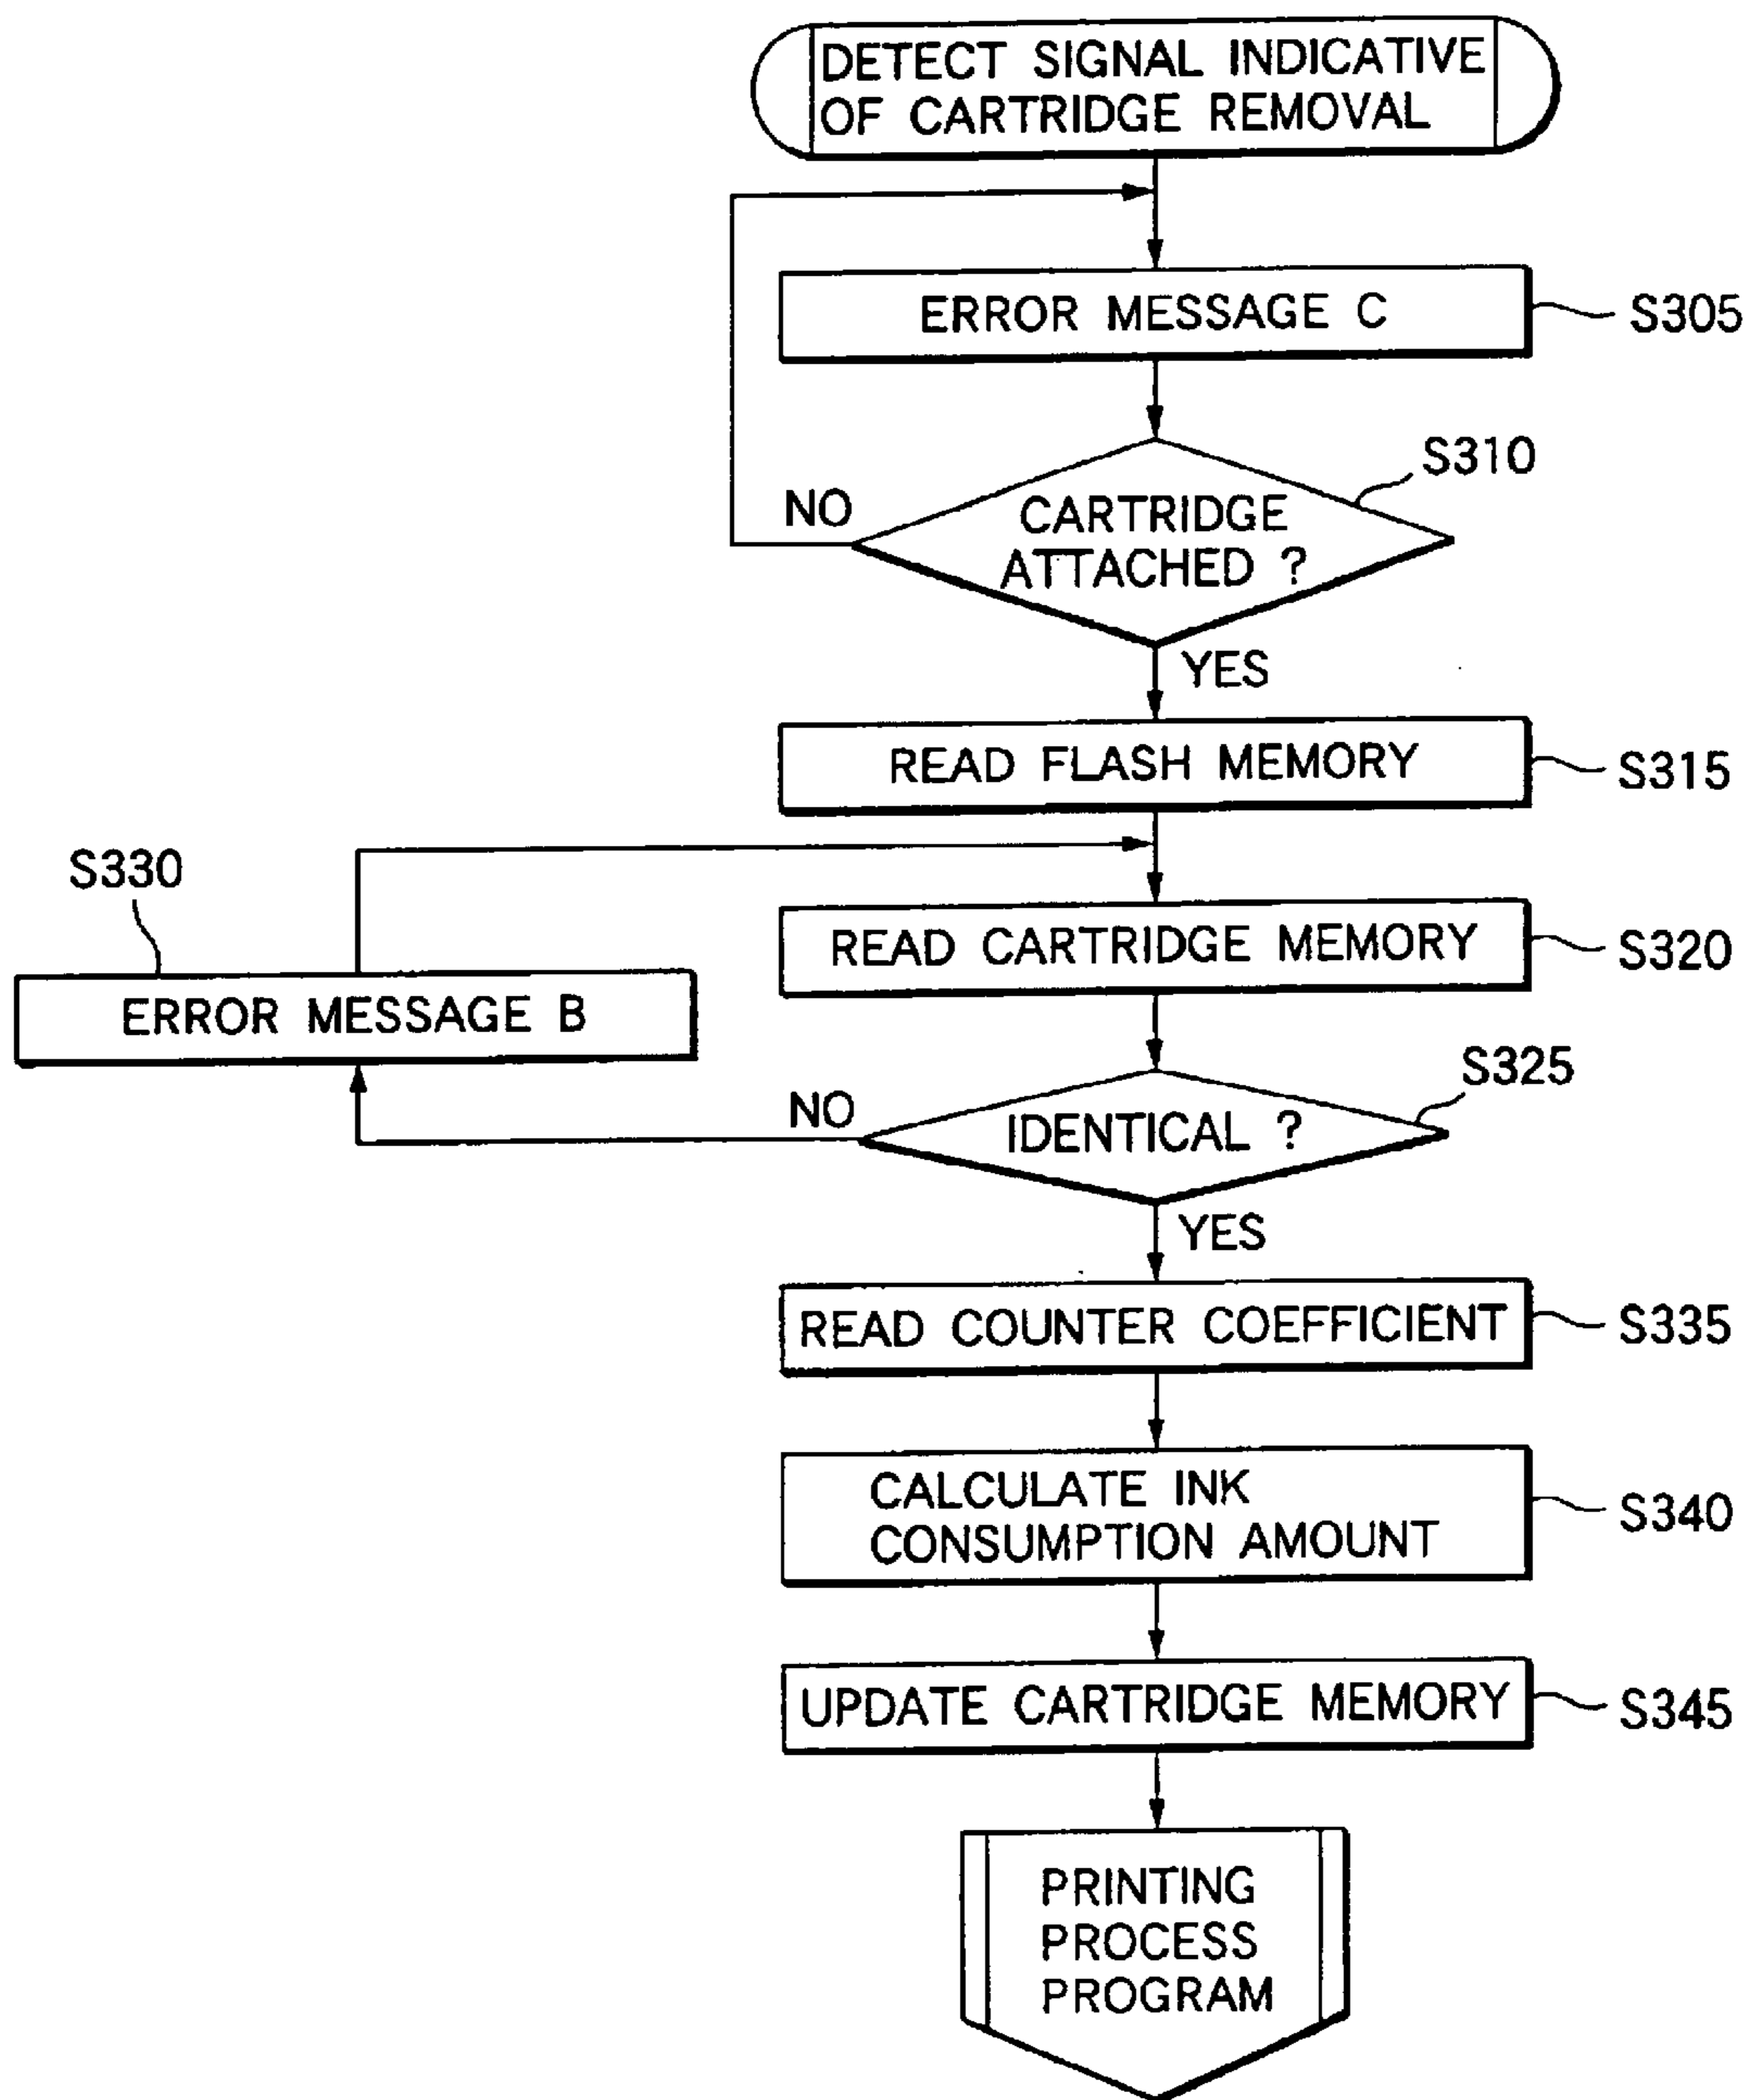 DETECT SIGNAL INDICATIVE
OF CARTRIDGE REMOVAL
ERROR MESSAGE C
S305
S310
NO
CARTRIDGE
ATTACHED ?
YES
READ FLASH MEMORY
S315
S330
READ CARTRIDGE MEMORY
S320
ERROR MESSAGE B
S325
NO
IDENTICAL ?
YES
READ COUNTER COEFFICIENT
S335
CALCULATE INK
CONSUMPTION AMOUNT
S340
UPDATE CARTRIDGE MEMORY
S345
PRINTING
PROCESS
PROGRAM